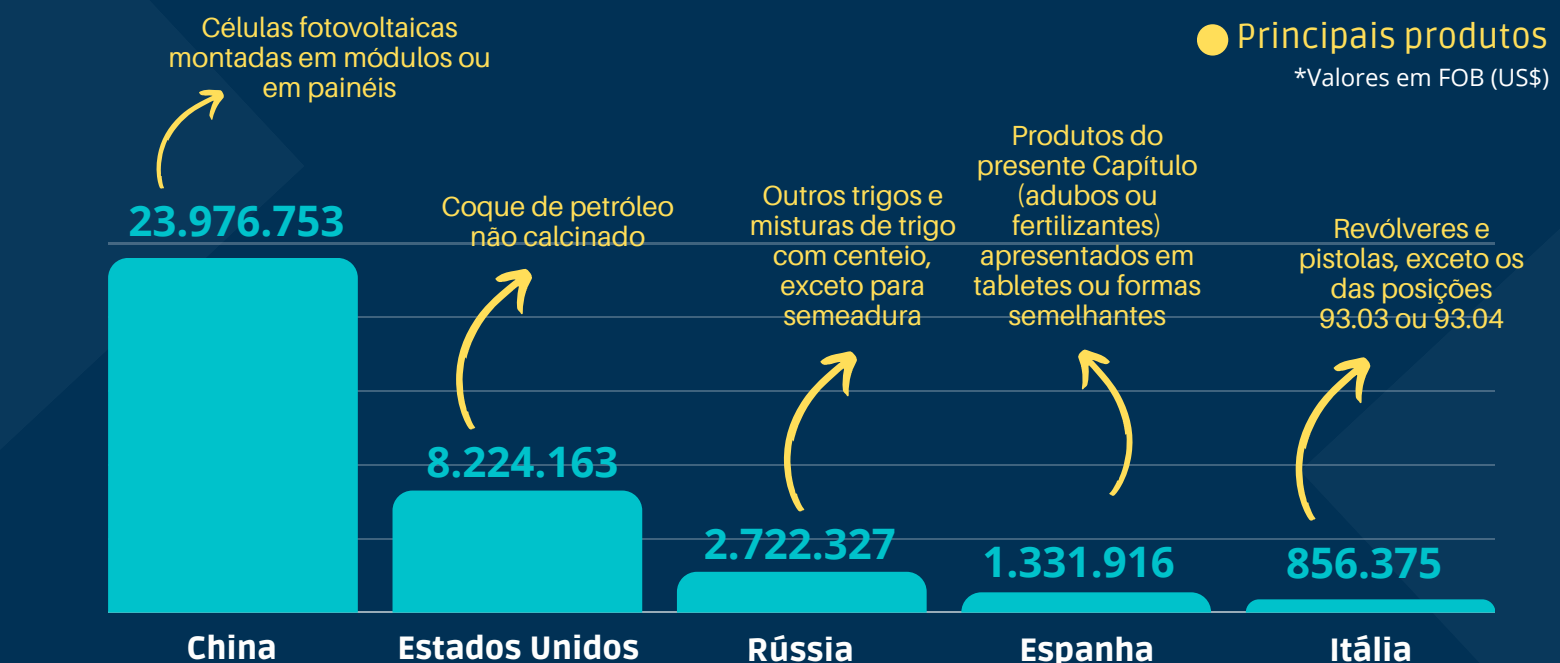 Células fotovoltaicas
montadas em módulos ou
em painéis
Principais produtos
*Valores em FOB (US$)
23.976.753
Coque de petróleo
não calcinado
8.224.163
Outros trigos e
misturas de trigo
com centeio,
exceto para
semeadura
2.722.327
Produtos do
presente Capítulo
(adubos ou
fertilizantes)
apresentados em
tabletes ou formas
semelhantes
1.331.916
Revólveres e
pistolas, exceto os
das posições
93.03 ou 93.04
856.375
China
Estados Unidos
Rússia
Espanha
Itália